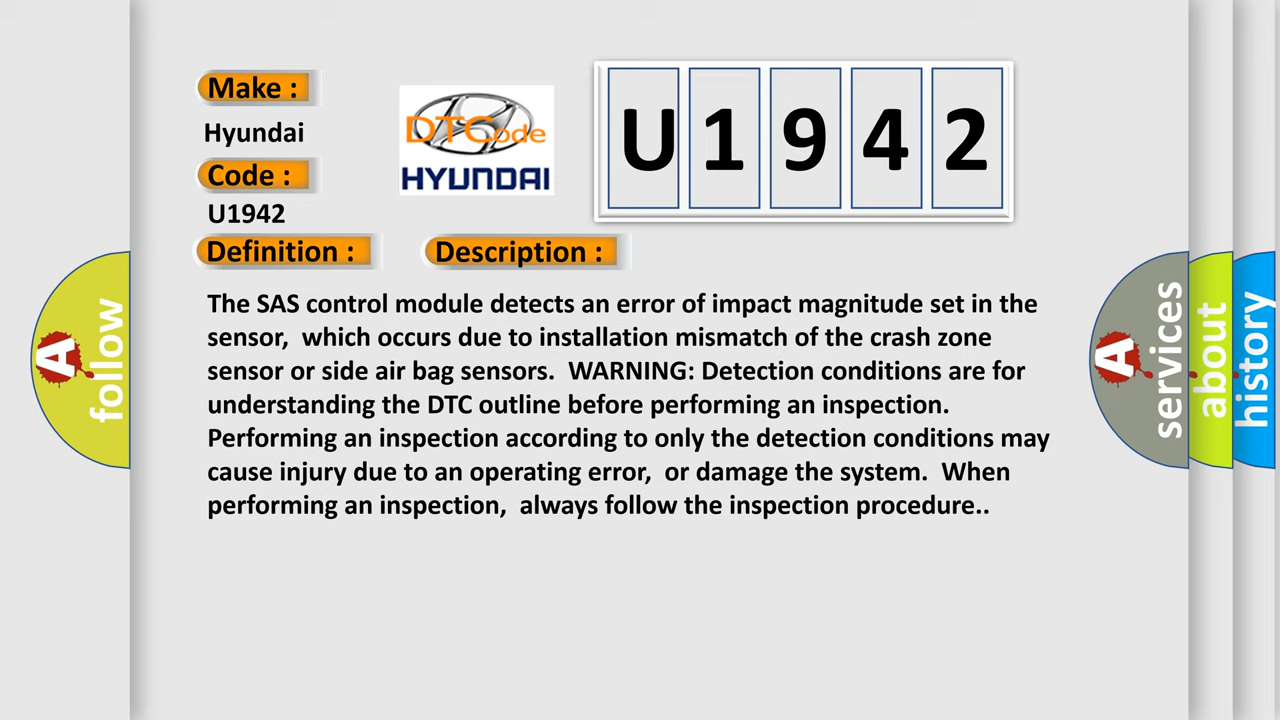 Make :
Hyundai
Code :
U1942
DTCode
HYUNDAI
U1942
Definition :
Description :
The SAS control module detects an error of impact magnitude set in the
sensor,  which occurs due to installation mismatch of the crash zone
sensor or side air bag sensors.  WARNING: Detection conditions are for
understanding the DTC outline before performing an inspection.
Performing an inspection according to only the detection conditions may
cause injury due to an operating error,  or damage the system.  When
performing an inspection,  always follow the inspection procedure..
A
follow
A
services
about
history